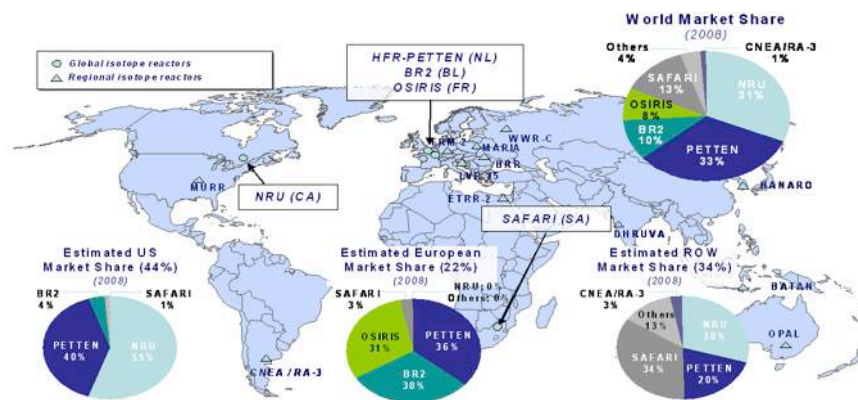 World Market Share
(2008)
Others
4%
CNEA/RA-3
1%
SAFARI
13%
NRU
31%
OSIRIS
8%
BR2
10%
PETTEN
33%
Global isotope reactors
Regional isotope reactors
HFR-PETTEN (NL)
BR2 (BL)
OSIRIS (FR)
FRM-2
WWR-C
MARIA
BRR
LVR-15
MURR
NRU (CA)
ETRR-2
SAFARI (SA)
HANARO
DHRUVA
BATAN
OPAL
CNEA / RA-3
Estimated US
Market Share (44%)
(2008)
BR2
4%
SAFARI
1%
PETTEN
40%
NRU
55%
Estimated European
Market Share (22%)
(2008)
SAFARI
3%
NRU: 0%
Others: 0%
OSIRIS
31%
PETTEN
36%
BR2
30%
Estimated ROW
Market Share (34%)
(2008)
CNEA/RA-3
3%
Others
13%
NRU
30%
SAFARI
34%
PETTEN
20%